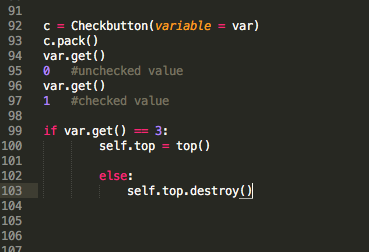 91
92 c = Checkbutton(variable = var)
93 c.pack()
94 var.get()
95 0 #unchecked value
96 var.get()
97 1 #checked value
98
99 if var.get() == 3:
100 self.top = top()
101
102 else:
103 self.top.destroy()
104
105
106
107